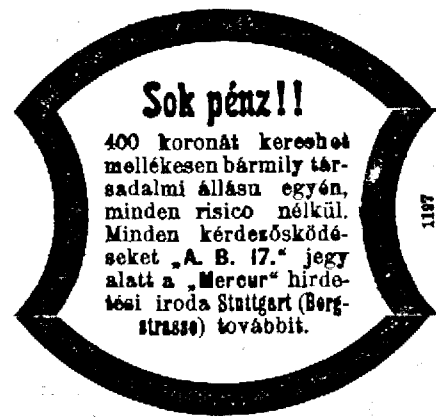 Sok pénz!!
400 koronát kereshet
mellékesen bármily tár-
sadalmi állásu egyén,
minden risico nélkül.
Minden kérdezősködé-
seket „A. B. 17.“ jegy
alatt a „Mercur“ hirde-
tési iroda Stuttgart (Berg-
strasse) továbbit.
1197